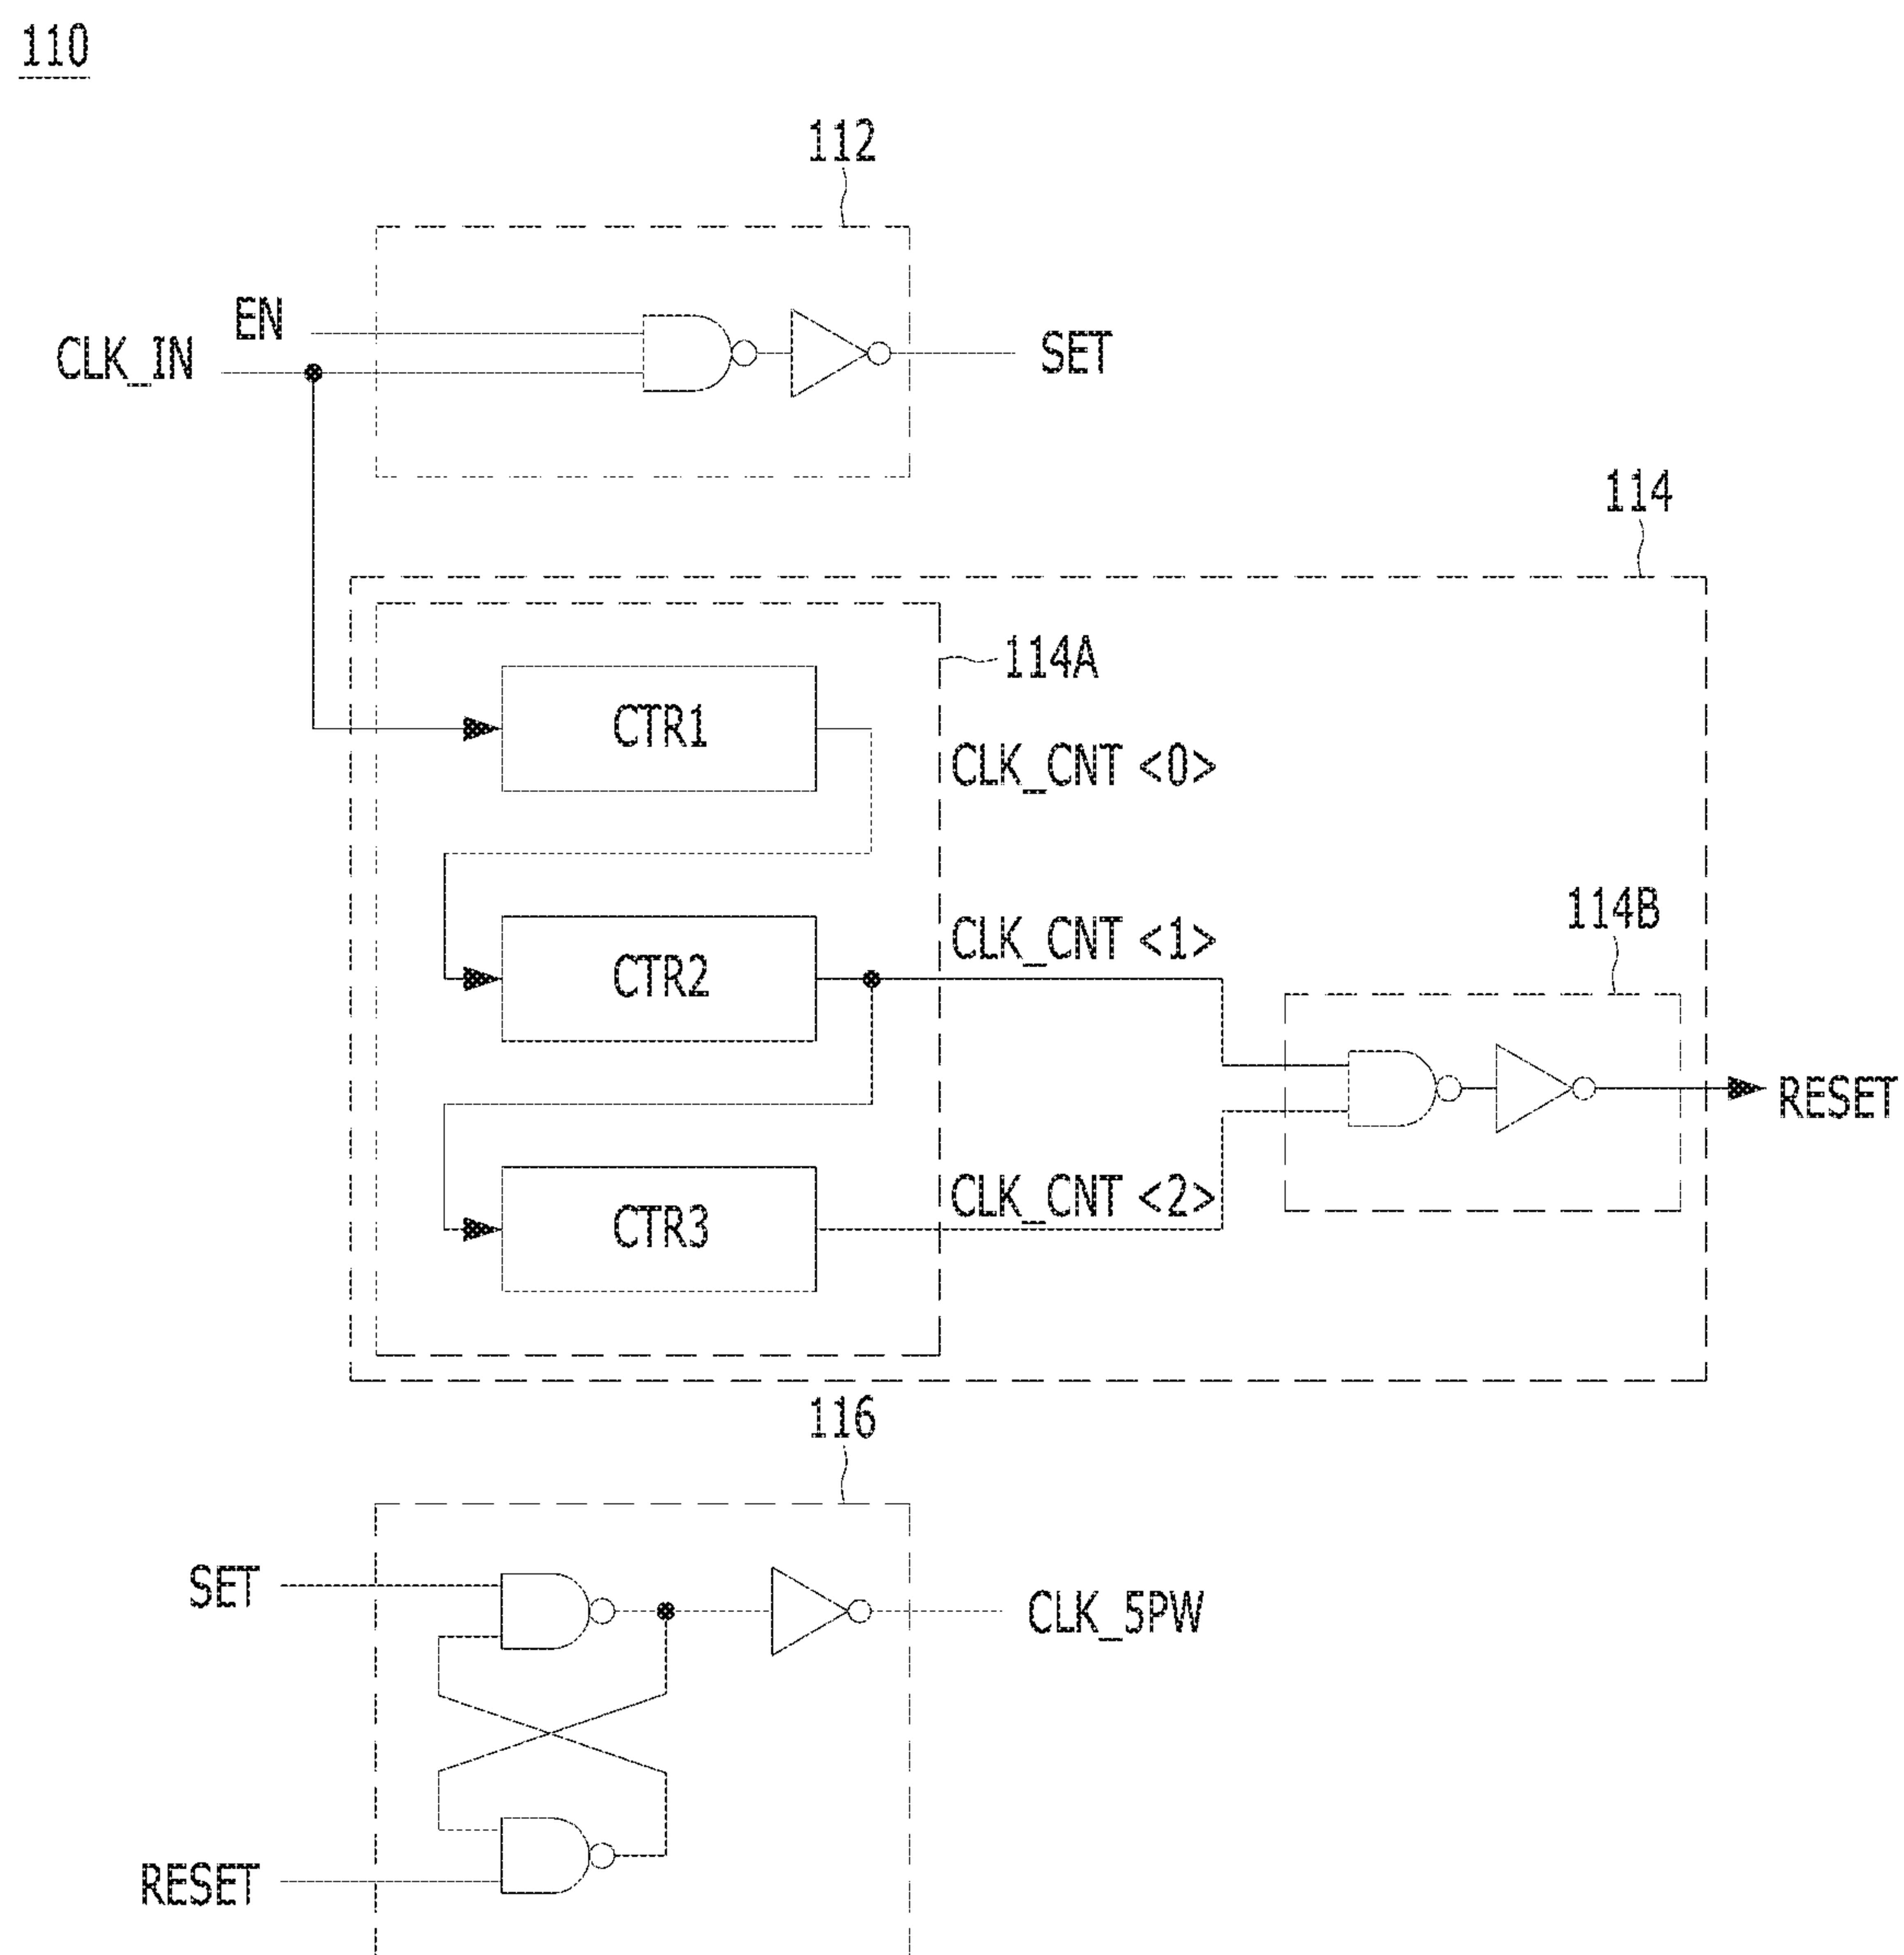 110
112
EN
CLK_IN
SET
114
114A
CTR1
CLK_CNT <0>
114B
CLK_CNT <1>
CTR2
RESET
CLK_CNT <2>
CTR3
116
SET
CLK_5PW
RESET